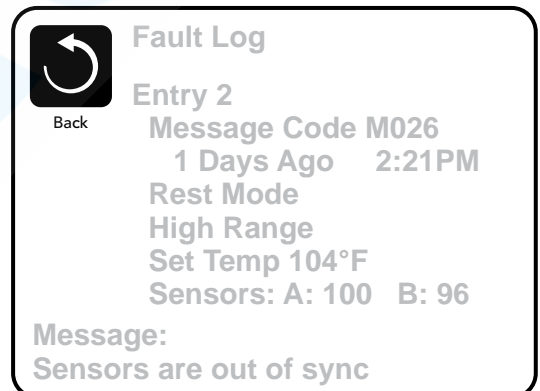 Fault Log
Back
Entry 2
Message Code M026
1 Days Ago 2:21PM
Rest Mode
High Range
Set Temp 104°F
Sensors: A: 100 B: 96
Message:
Sensors are out of sync